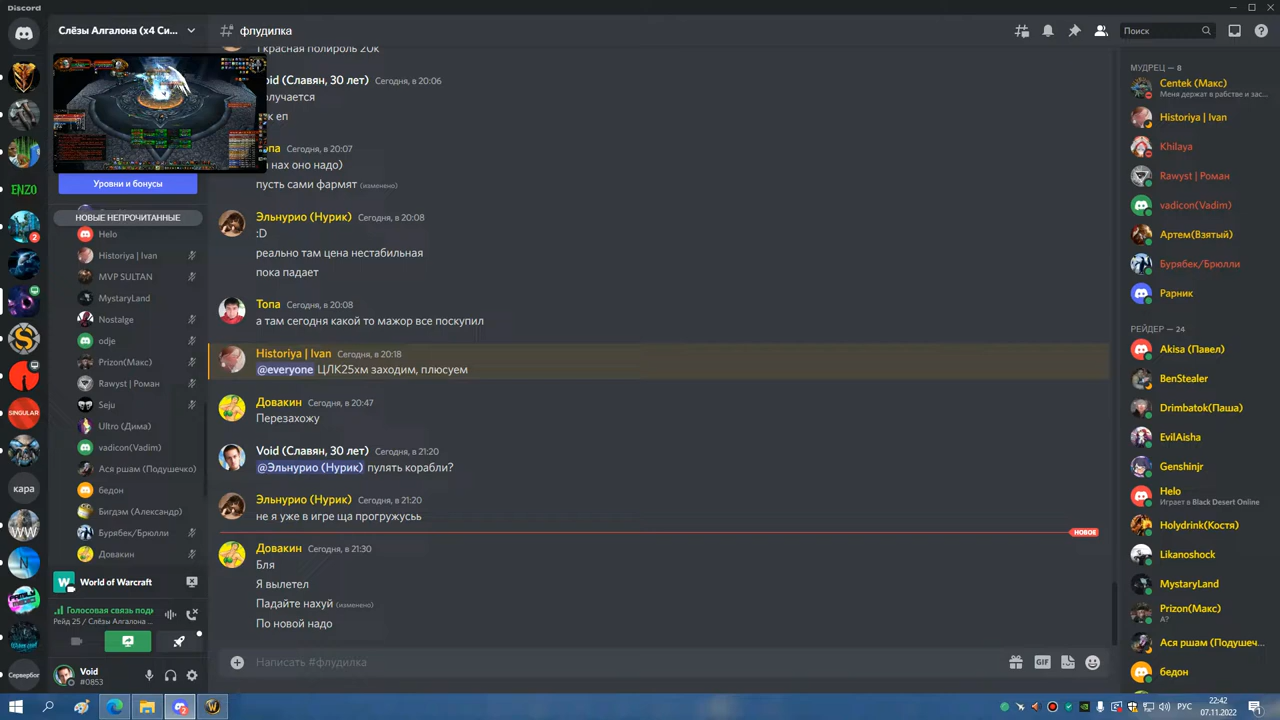 Discord
Слёзы Алгалона (x4 Си...
флудилка
Поиск
1 красная полироль 20к
(Славян, 30 лет) Сегодня, в 20:06
Топа Сегодня, в 20:07
нах оно надо)
пусть сами фармят (изменено)
Эльнурио (Нурик) Сегодня, в 20:08
:D
реально там цена нестабильная
пока падает
Топа Сегодня, в 20:08
а там сегодня какой то мажор все поскупил
Historiya | Ivan Сегодня, в 20:18
@everyone ЦЛК25хм заходим, плюсуем
Довакин Сегодня, в 20:47
Перезахожу
Void (Славян, 30 лет) Сегодня, в 21:20
@Эльнурио (Нурик) пулять корабли?
Эльнурио (Нурик) Сегодня, в 21:20
не я уже в игре ща прогружусьь
НОВОЕ
Довакин Сегодня, в 21:30
Бля
Я вылетел
Падайте нахуй (изменено)
По новой надо
Написать #флудилка
GIF
Уровни и бонусы
НОВЫЕ НЕПРОЧИТАННЫЕ
Helo
Historiya | Ivan
MVP SULTAN
MystaryLand
Nostalge
odje
Prizon(Макс)
Rawyst | Роман
Seju
Ultro (Дима)
vadicon(Vadim)
Ася ршам (Подушечко)
бедон
Бигдэм (Александр)
Бурябек/Брюлли
Довакин
World of Warcraft
Голосовая связь подк
Рейд 25 / Слёзы Алгалона ...
Void
#0853
ENZO
2
SINGULAR
кара
WW
Сервербог
МУДРЕЦ — 8
Centek (Макс)
Меня держат в рабстве и зас...
Historiya | Ivan
Khilaya
Rawyst | Роман
vadicon(Vadim)
Артем(Взятый)
Бурябек/Брюлли
Рарник
РЕЙДЕР — 24
Akisa (Павел)
BenStealer
Drimbatok(Паша)
EvilAisha
Genshinjr
Helo
Играет в Black Desert Online
Holydrink(Костя)
Likanoshock
MystaryLand
Prizon(Макс)
А?
Ася ршам (Подушечк...
бедон
РУС
22:42
07.11.2022